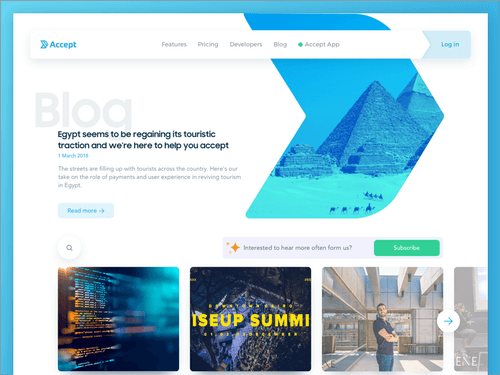 Accept
Features
Pricing
Developers
Blog
Accept App
Log in
Blog
Egypt seems to be regaining its touristic
traction and we're here to help you accept
1 March 2018
The streets are filling up with tourists across the country. Here's our
take on the role of payments and user experience in reviving tourism
in Egypt.
Read more →
Interested to hear more often form us?
Subscribe
DOWNTOWN CAIRO
ISEUP SUMMI